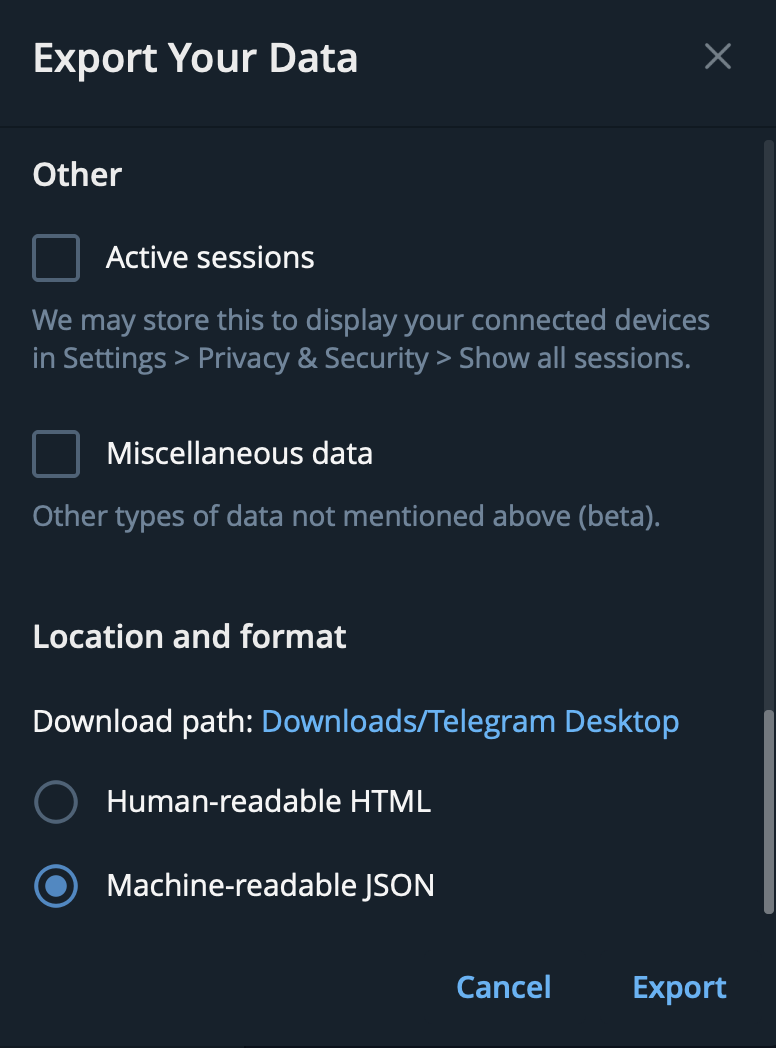 Export Your Data
Other
Active sessions
We may store this to display your connected devices
in Settings > Privacy & Security > Show all sessions.
Miscellaneous data
Other types of data not mentioned above (beta).
Location and format
Download path: Downloads/Telegram Desktop
Human-readable HTML
Machine-readable JSON
Cancel Export